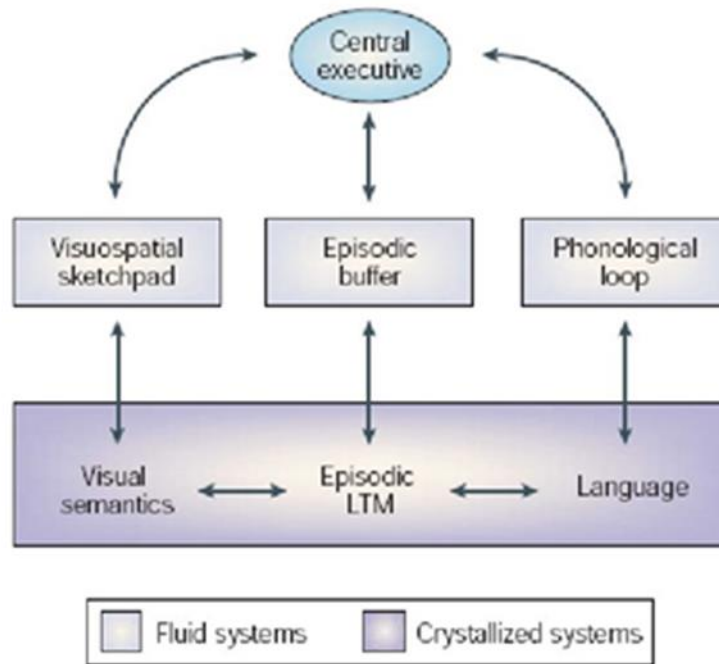 Central
executive
Visuospatial
sketchpad
Episodic
buffer
Phonological
loop
Visual
semantics
Episodic
LTM
Language
Fluid systems
Crystallized systems